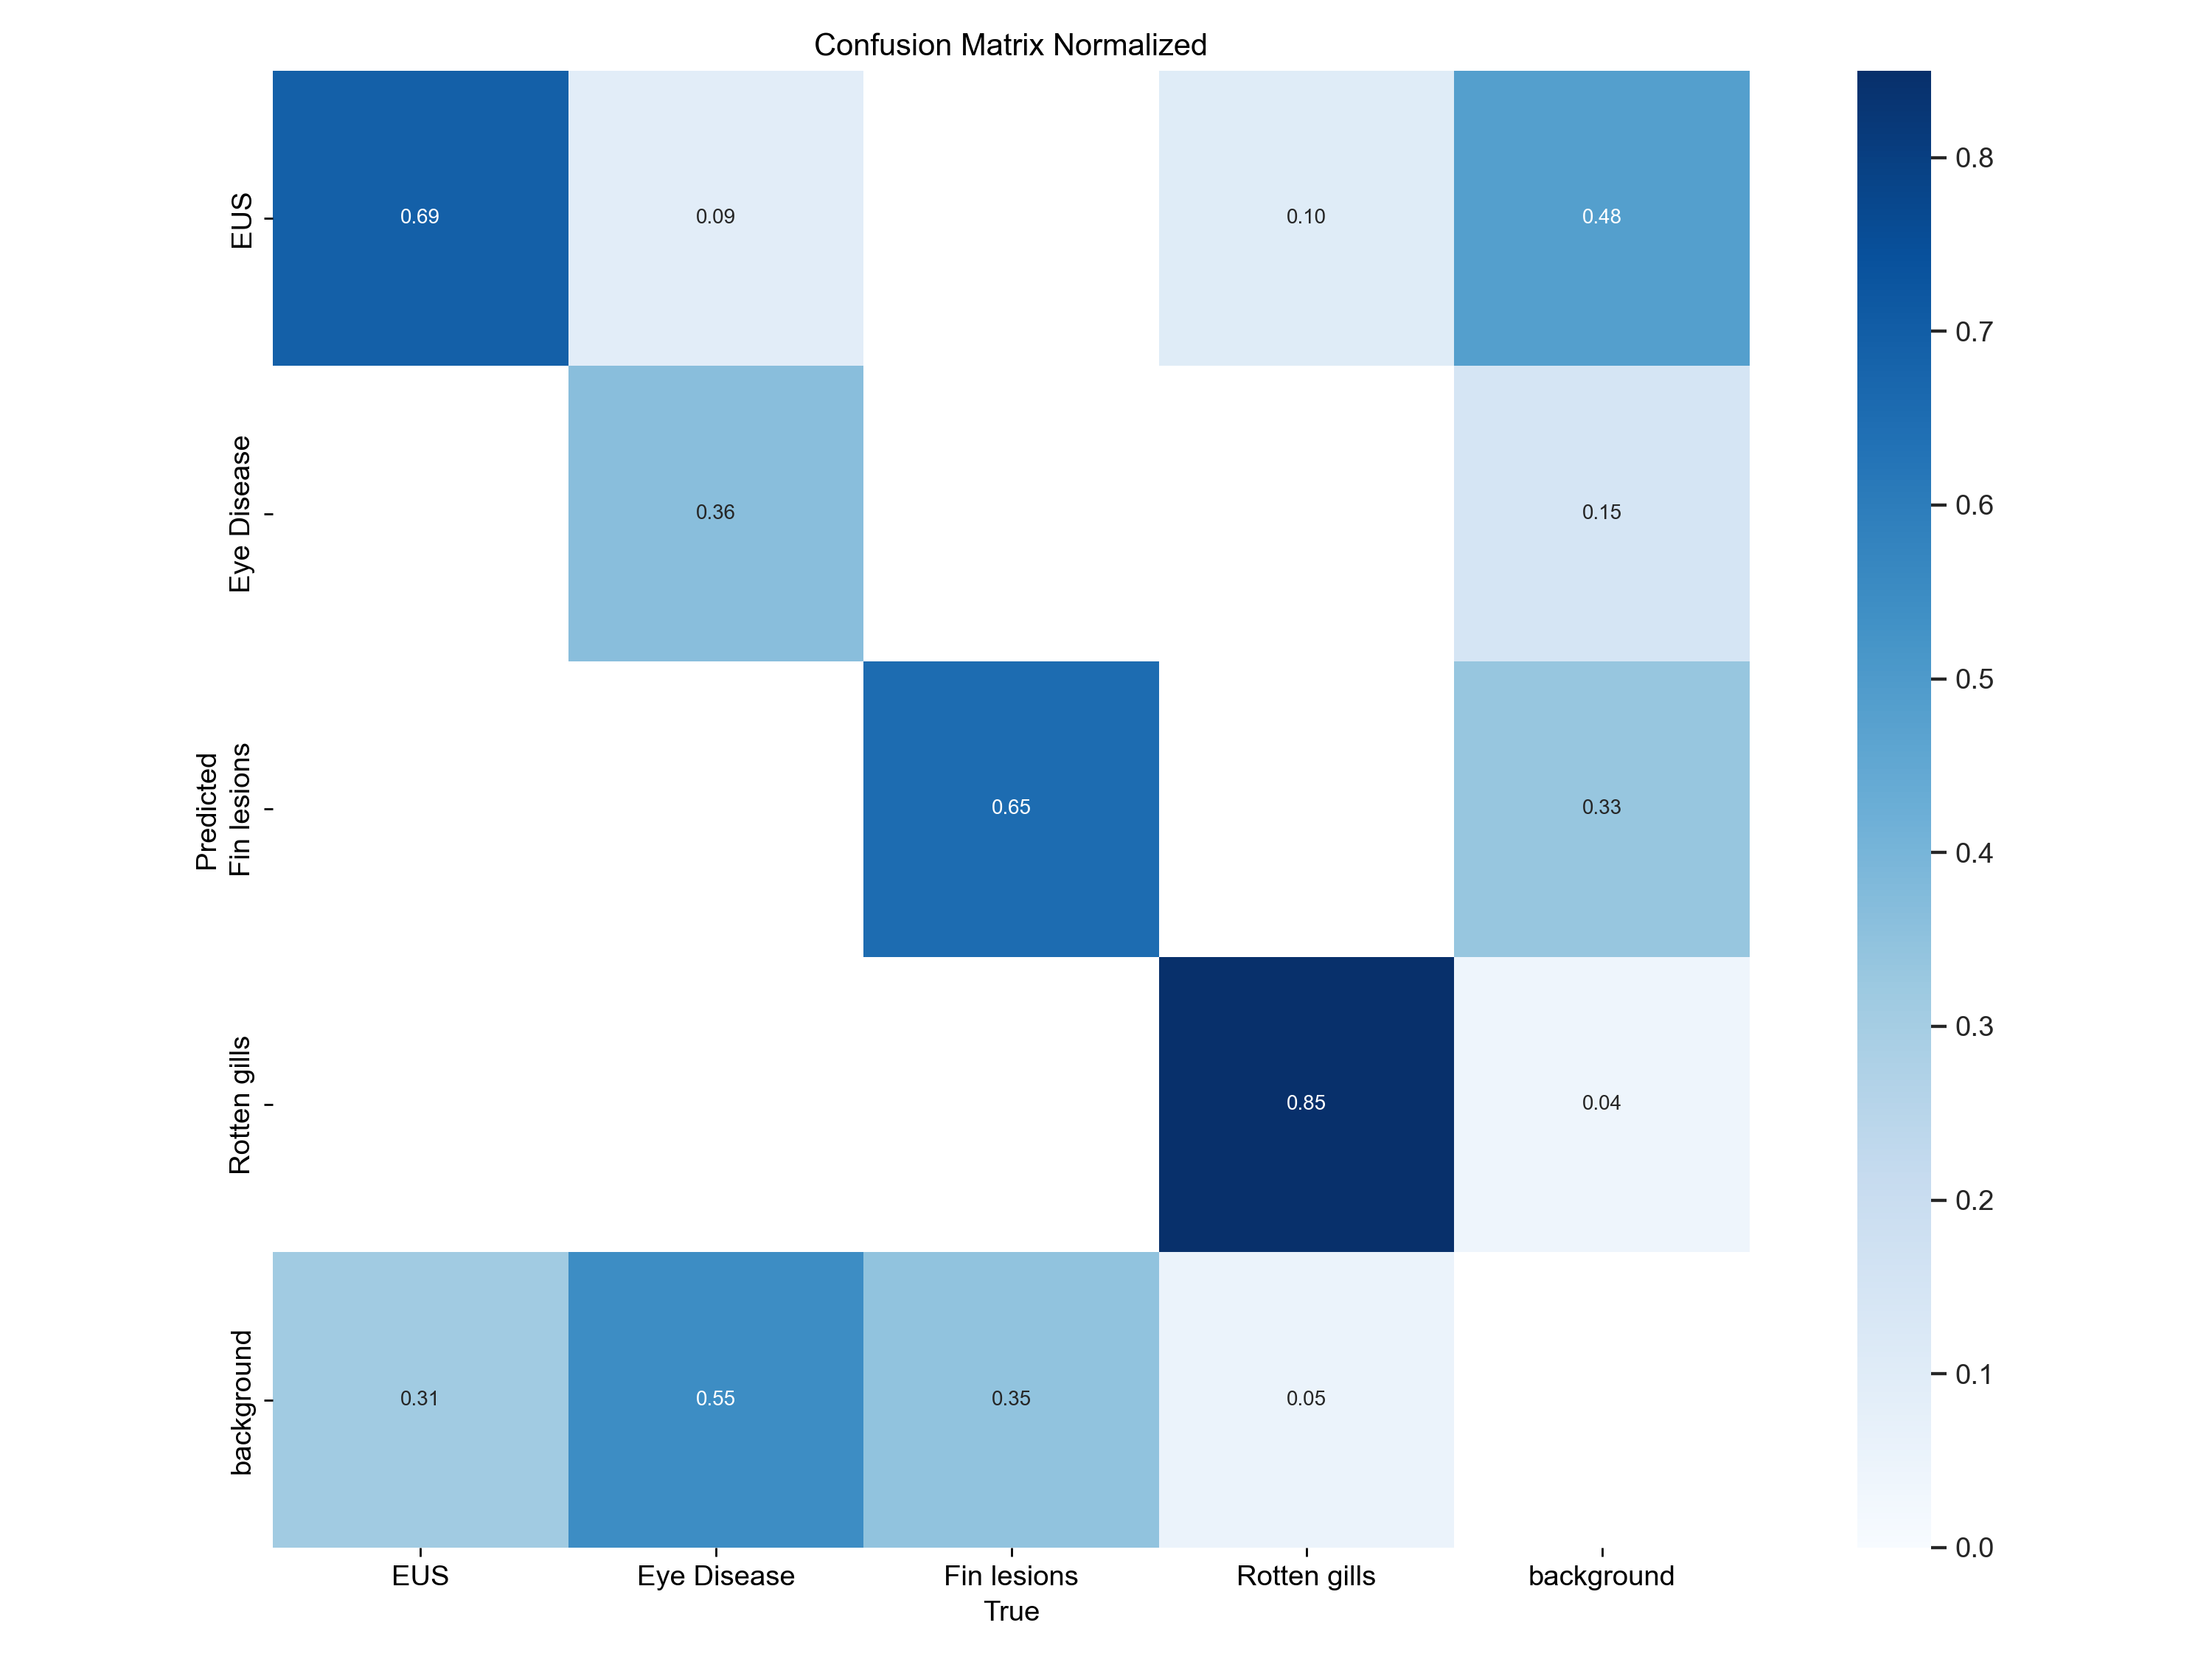 Confusion Matrix Normalized
EUS
0.69
0.09
0.10
0.48
Eye Disease
0.36
0.15
Predicted
Fin lesions
0.65
0.33
Rotten gills
0.85
0.04
background
0.31
0.55
0.35
0.05
EUS
Eye Disease
Fin lesions
Rotten gills
background
True
0.8
0.7
0.6
0.5
0.4
0.3
0.2
0.1
0.0